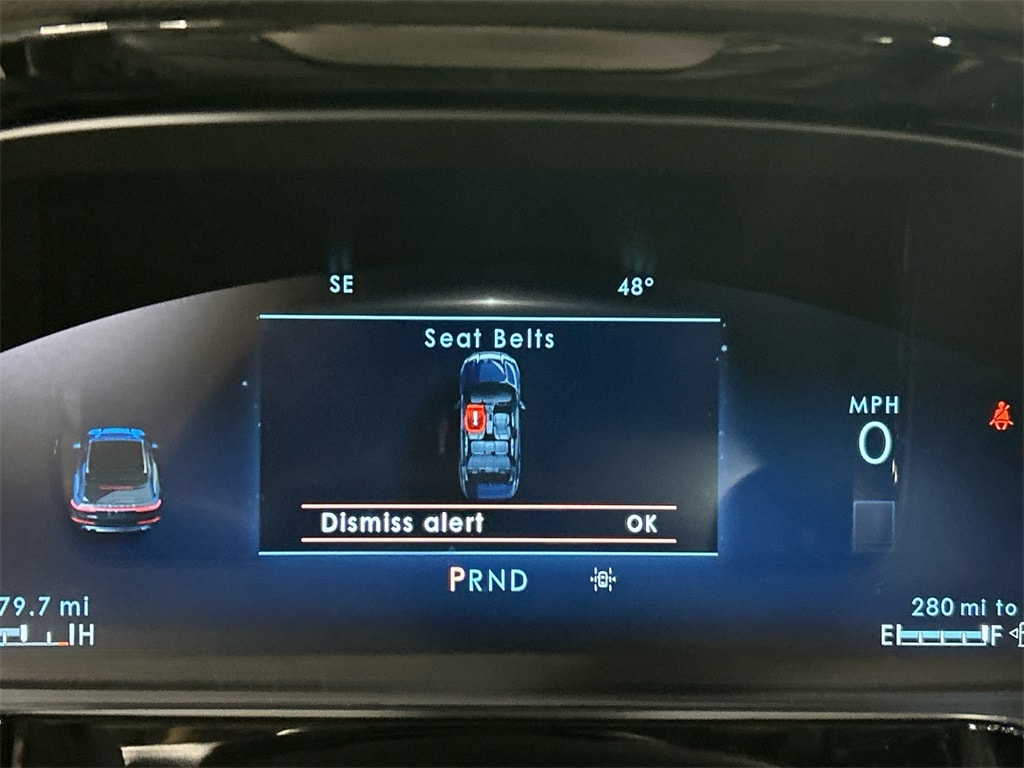 SE
48°
Seat Belts
MPH
0
Dismiss alert OK
PRND
79.7 mi
280 mi to
H
E F